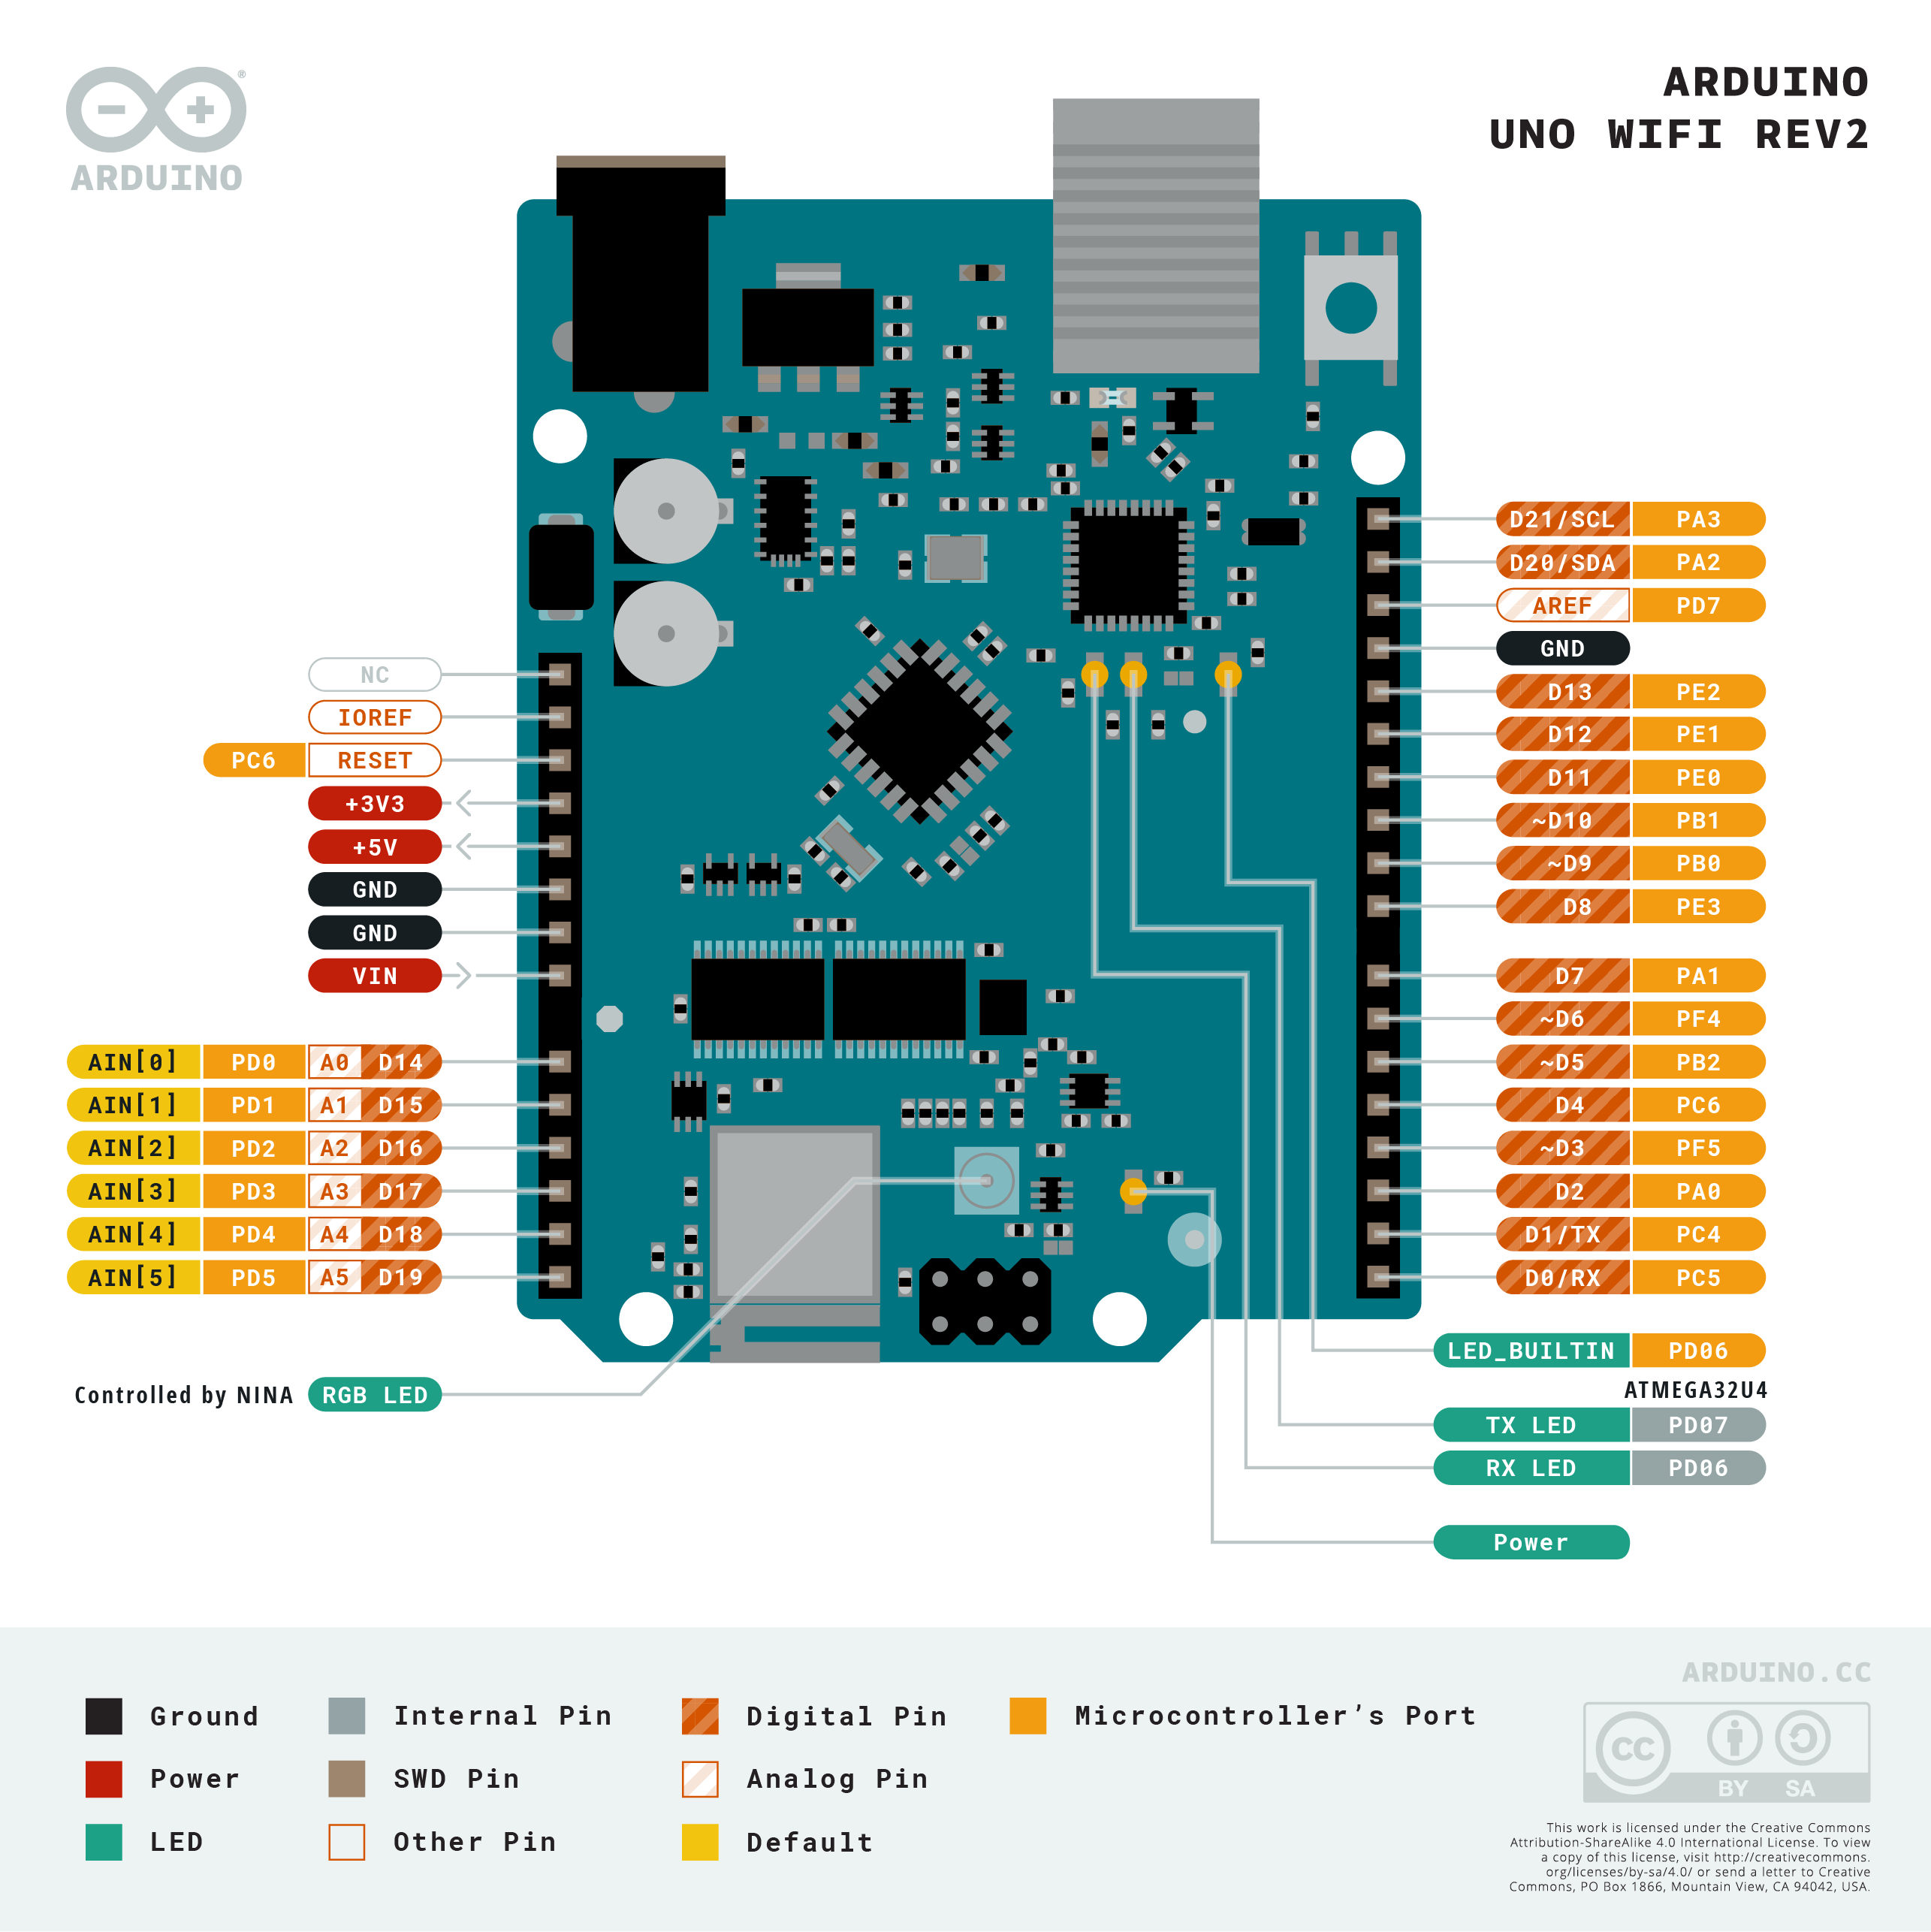 ARDUINO
UNO WIFI REV2
®
ARDUINO
NC
IOREF
PC6 RESET
+3V3
+5V
GND
GND
VIN
AIN[0] PD0 A0 D14
AIN[1] PD1 A1 D15
AIN[2] PD2 A2 D16
AIN[3] PD3 A3 D17
AIN[4] PD4 A4 D18
AIN[5] PD5 A5 D19
Controlled by NINA RGB LED
D21/SCL PA3
D20/SDA PA2
AREF PD7
GND
D13 PE2
D12 PE1
D11 PE0
~D10 PB1
~D9 PB0
D8 PE3
D7 PA1
~D6 PF4
~D5 PB2
D4 PC6
~D3 PF5
D2 PA0
D1/TX PC4
D0/RX PC5
LED_BUILTIN PD06
ATMEGA32U4
TX LED PD07
RX LED PD06
Power
Ground
Power
LED
Internal Pin
SWD Pin
Other Pin
Digital Pin
Analog Pin
Default
Microcontroller’s Port
ARDUINO.CC
CC
BY SA
This work is licensed under the Creative Commons
Attribution-ShareAlike 4.0 International License. To view
a copy of this license, visit http://creativecommons.
org/licenses/by-sa/4.0/ or send a letter to Creative
Commons, PO Box 1866, Mountain View, CA 94042, USA.